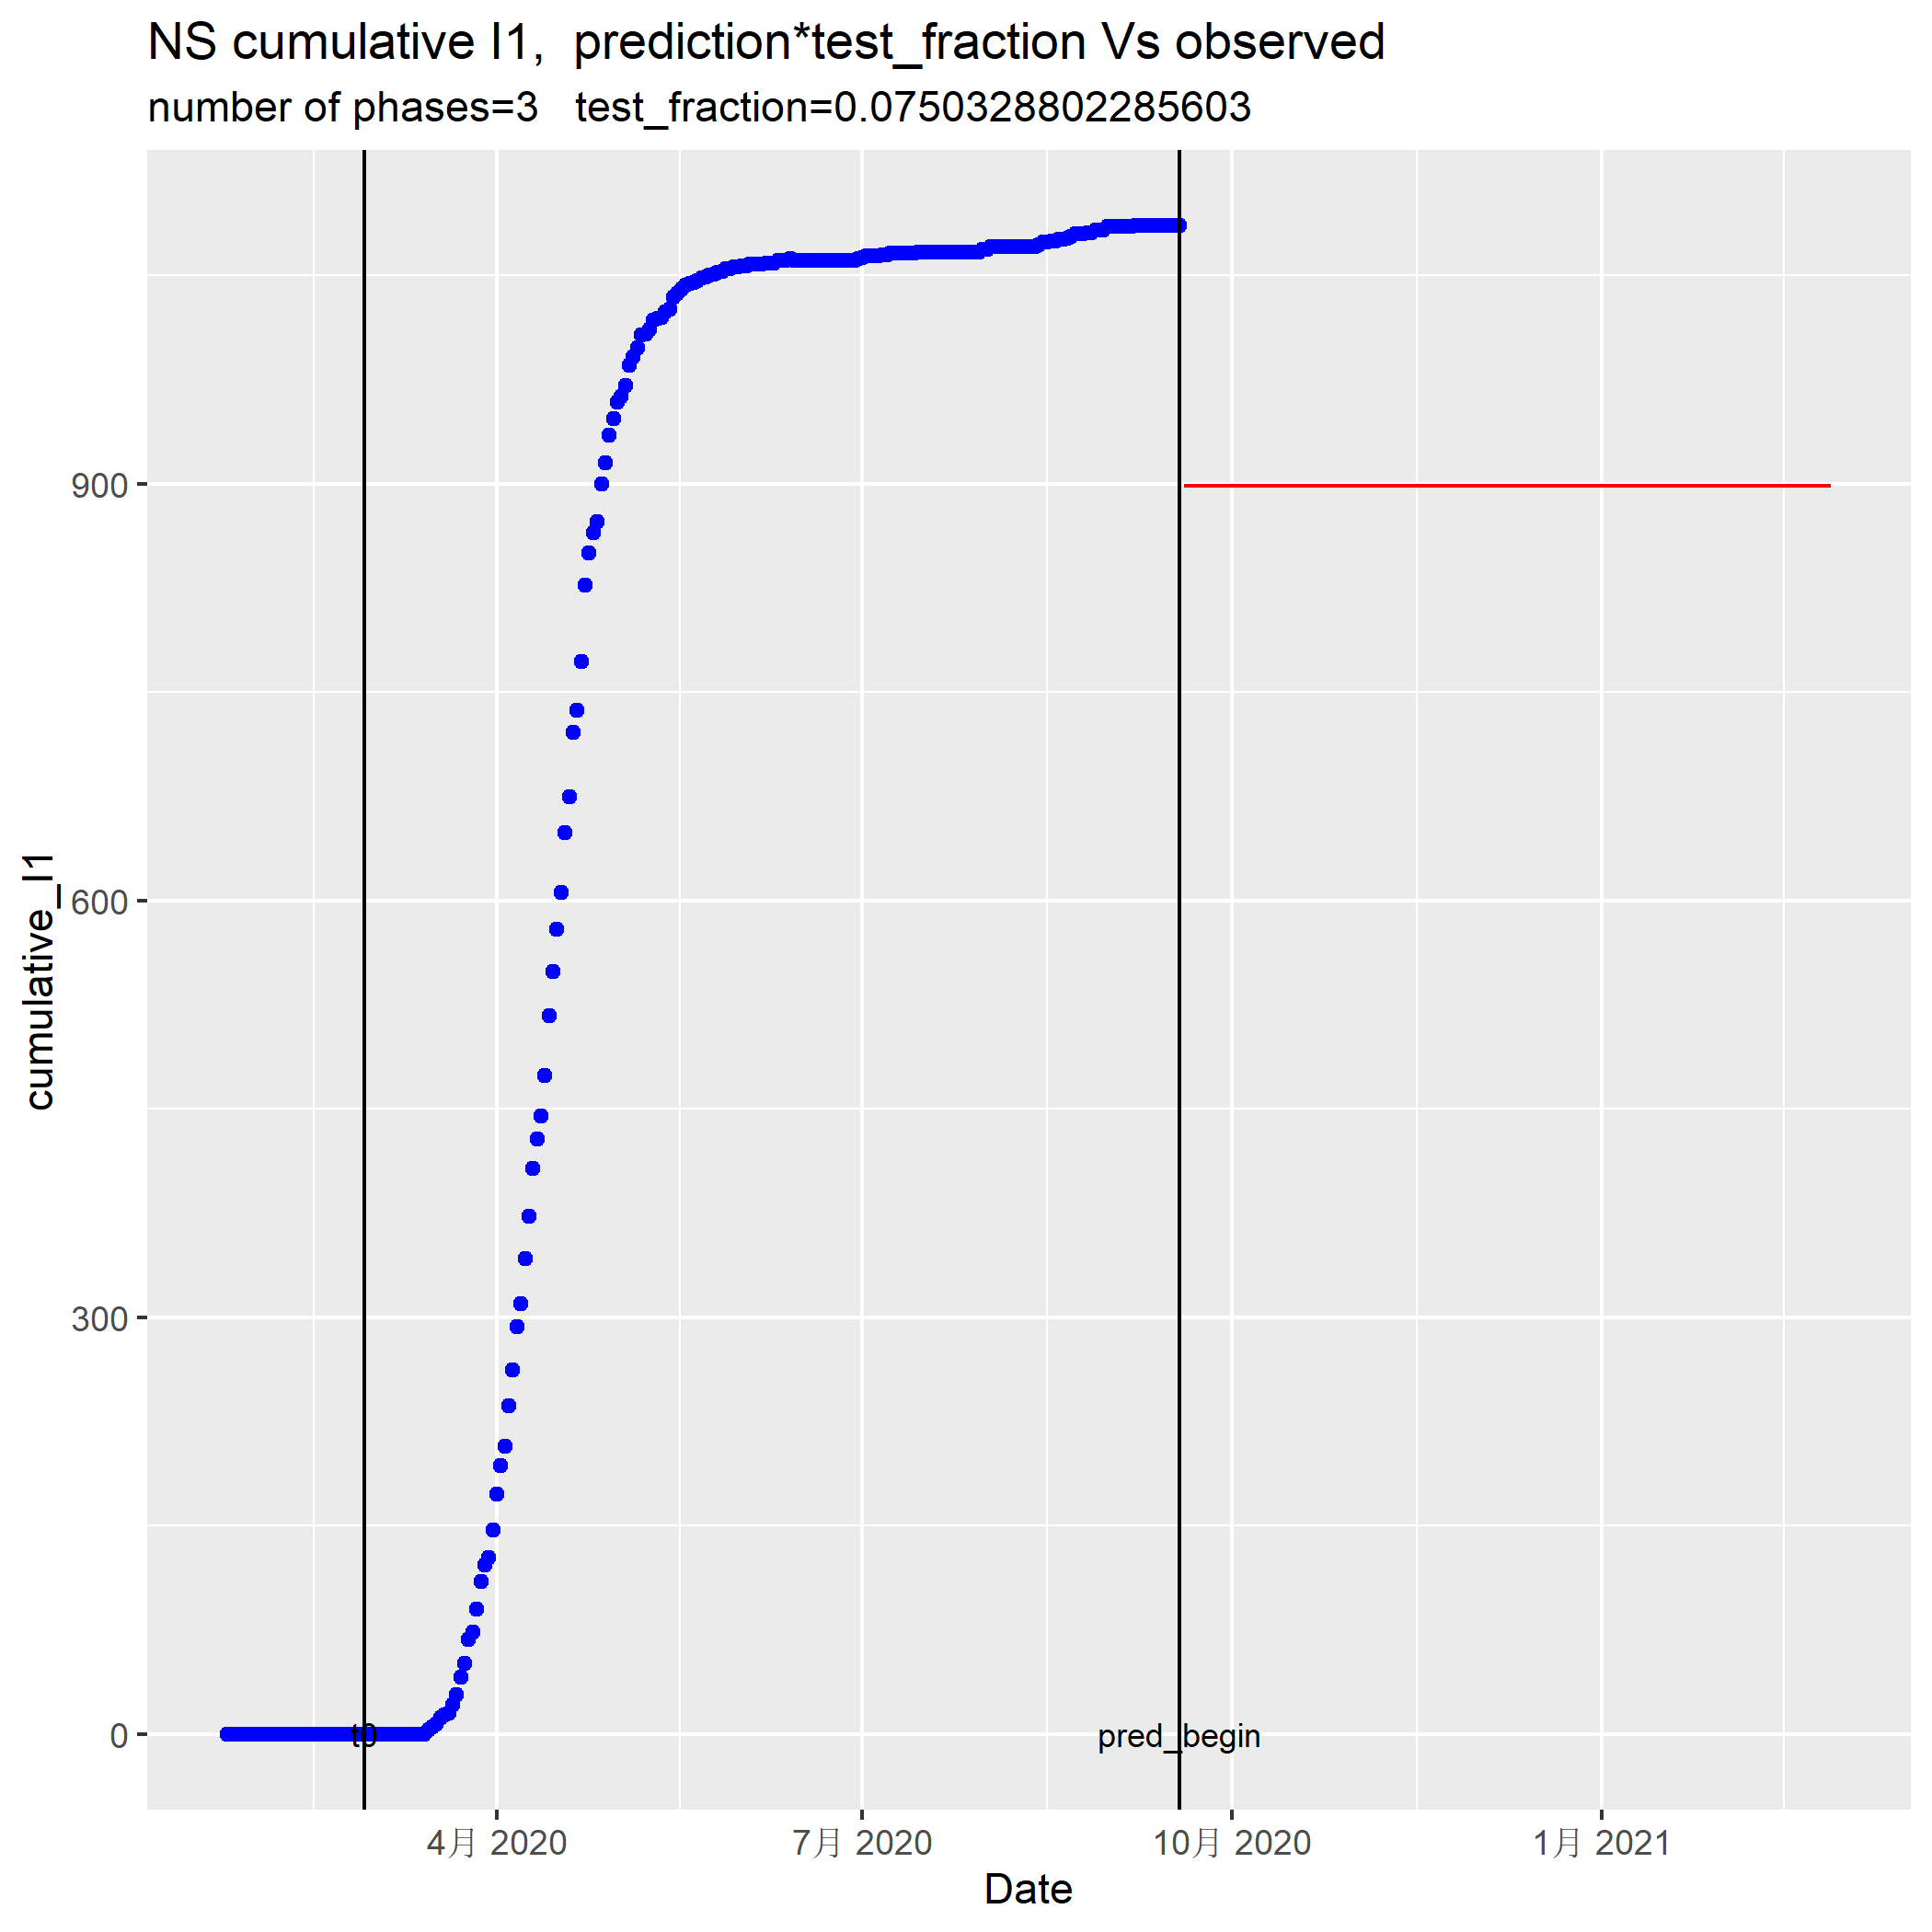 NS cumulative I1,  prediction*test_fraction Vs observed
number of phases=3   test_fraction=0.0750328802285603
cumulative_I1
900
600
300
0
t0
pred_begin
4月 2020
7月 2020
10月 2020
1月 2021
Date